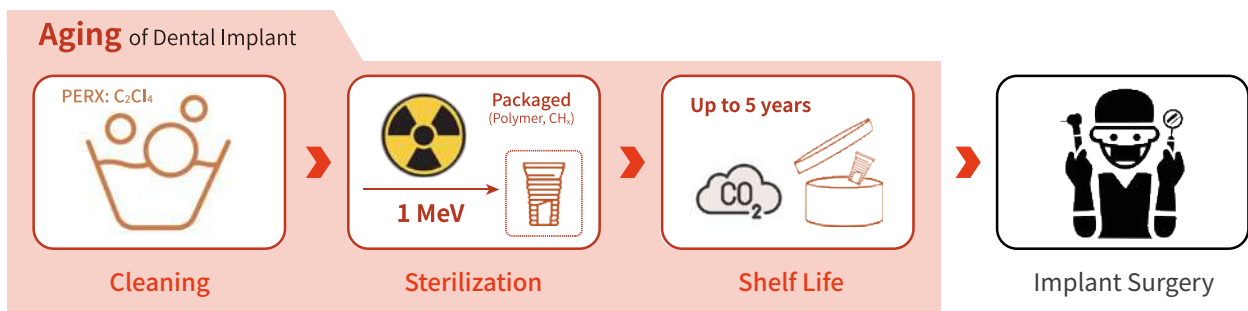 Aging of Dental Implant
PERX: C₂Cl₄
Cleaning
Packaged
(Polymer, CHₓ)
1 MeV
Sterilization
Up to 5 years
CO₂
Shelf Life
Implant Surgery